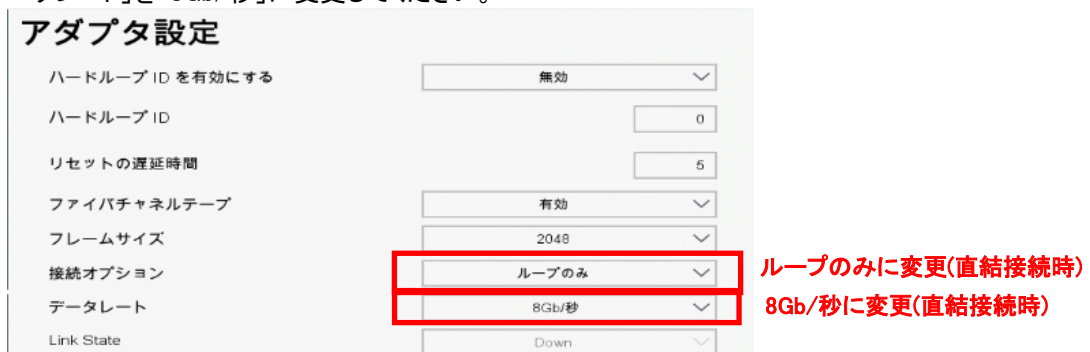 アダプタ設定
ハードループ ID を有効にする 無効
ハードループ ID 0
リセットの遅延時間 5
ファイバチャネルテープ 有効
フレームサイズ 2048
接続オプション ループのみ ループのみに変更(直結接続時)
データレート 8Gb/秒 8Gb/秒に変更(直結接続時)
Link State Down